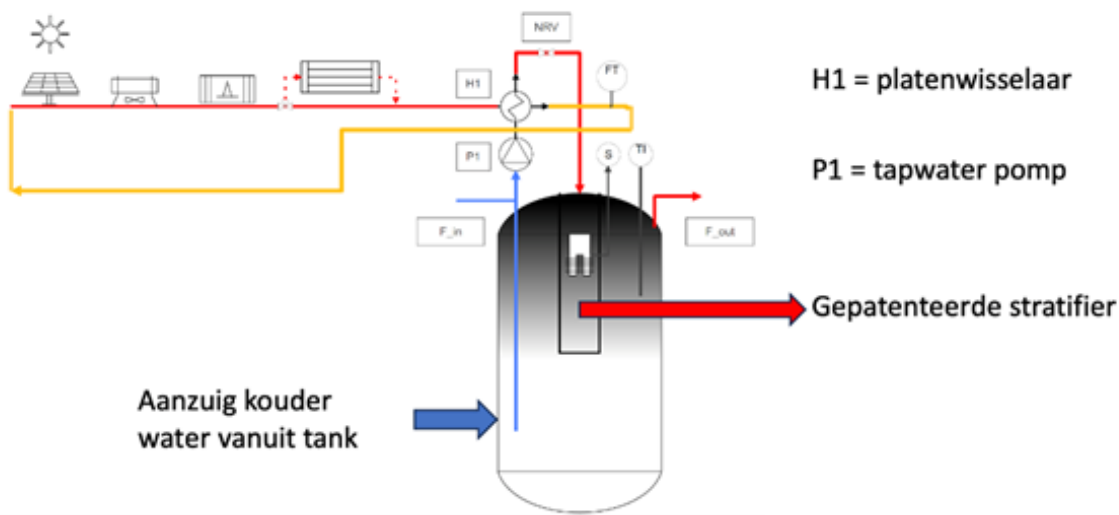 NRV
FT
H1
H1 = platenwisselaar
P1
S
TI
P1 = tapwater pomp
F_in
F_out
Gepatenteerde stratifier
Aanzuig kouder
water vanuit tank